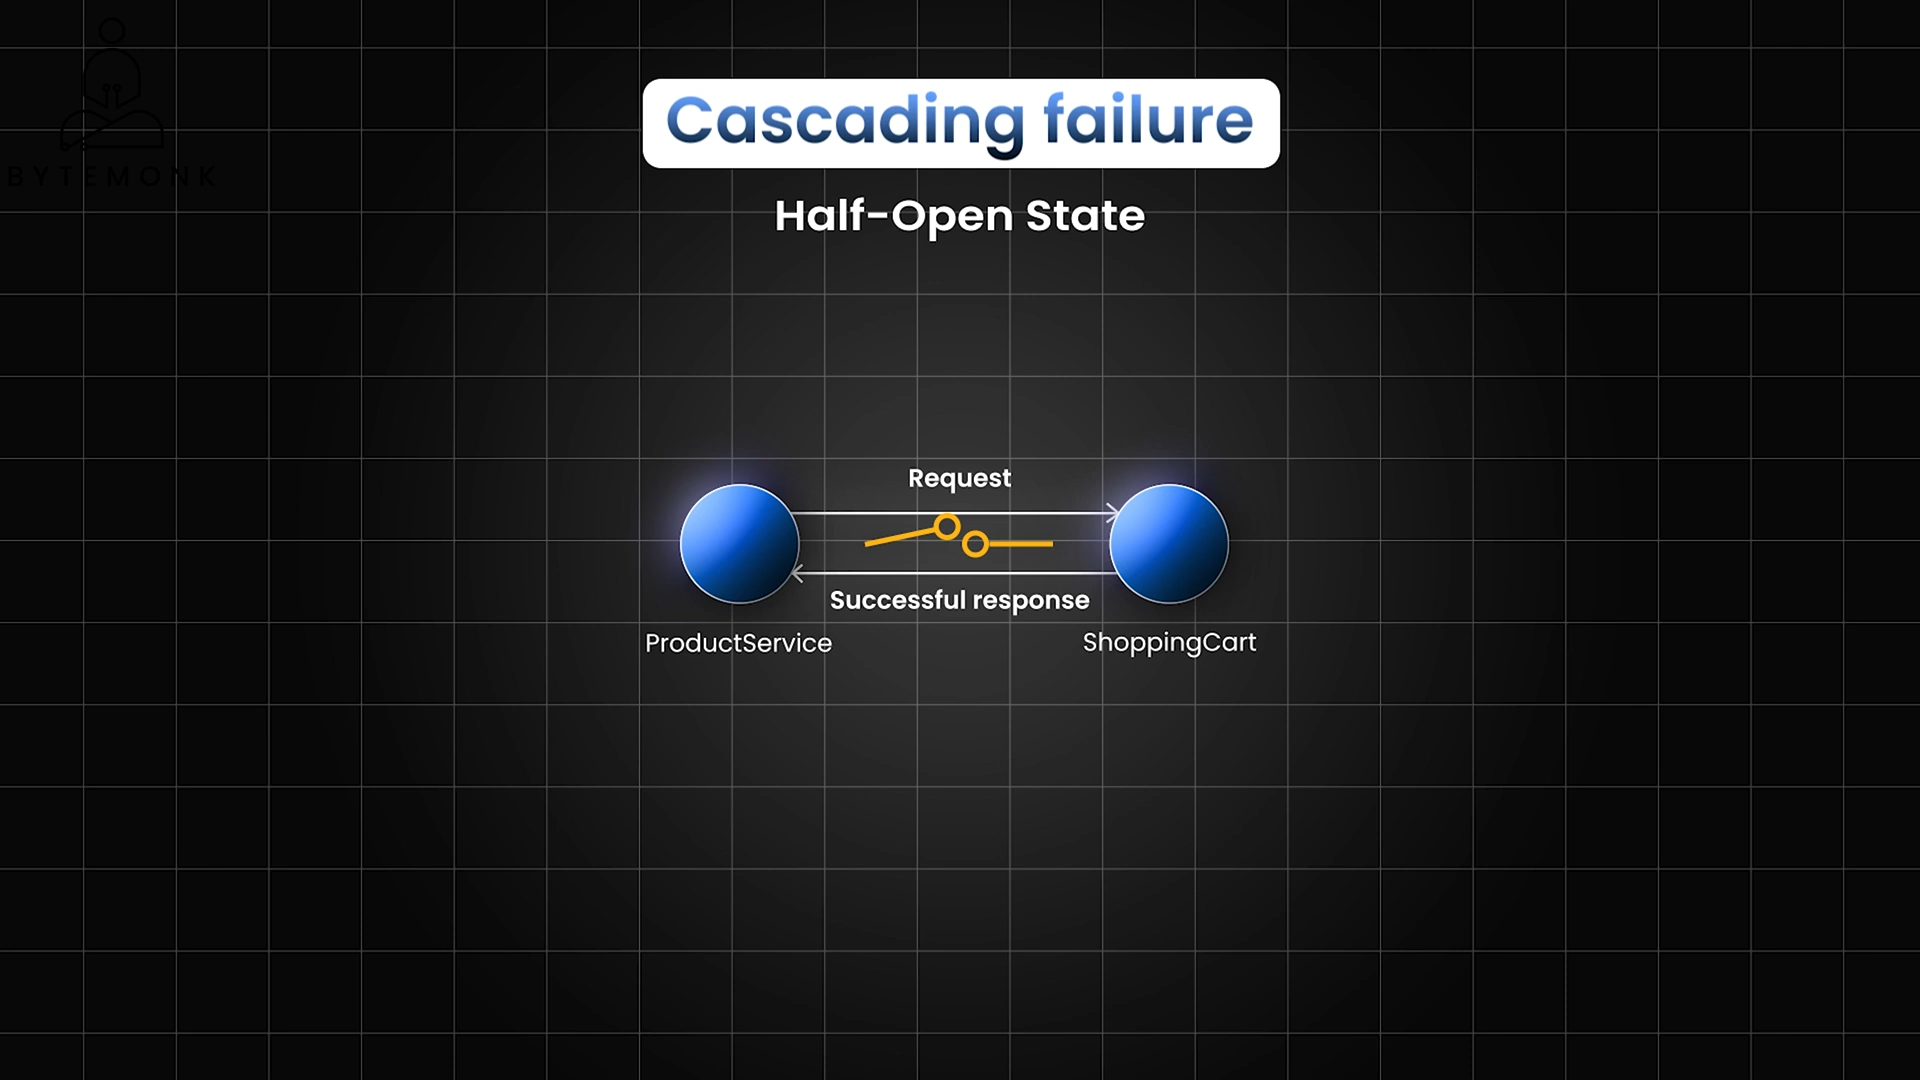 BYTEMONK
Cascading failure
Half-Open State
Request
Successful response
ProductService
ShoppingCart